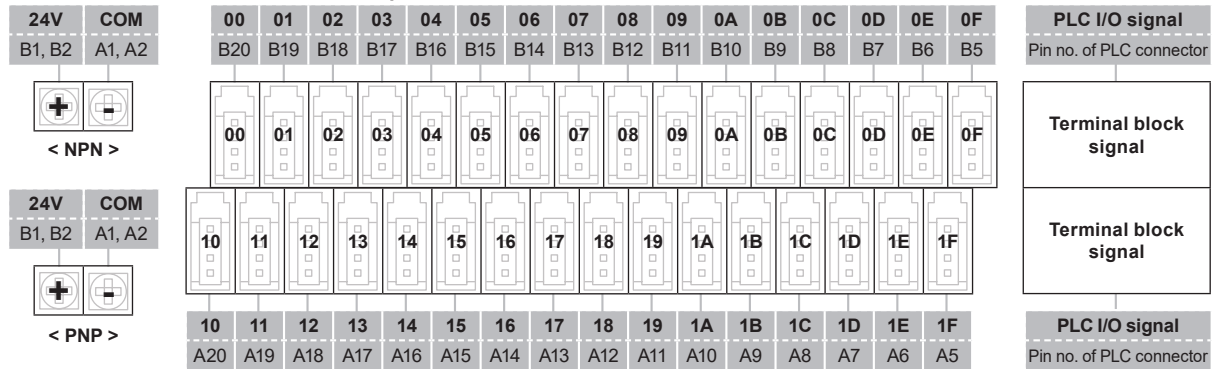 24V COM 00 01 02 03 04 05 06 07 08 09 0A 0B 0C 0D 0E 0F PLC I/O signal
B1, B2 A1, A2 B20 B19 B18 B17 B16 B15 B14 B13 B12 B11 B10 B9 B8 B7 B6 B5 Pin no. of PLC connector
+ -
00 01 02 03 04 05 06 07 08 09 0A 0B 0C 0D 0E 0F Terminal block
signal
< NPN >
24V COM
B1, B2 A1, A2
10 11 12 13 14 15 16 17 18 19 1A 1B 1C 1D 1E 1F Terminal block
signal
+ -
< PNP >
10 11 12 13 14 15 16 17 18 19 1A 1B 1C 1D 1E 1F PLC I/O signal
A20 A19 A18 A17 A16 A15 A14 A13 A12 A11 A10 A9 A8 A7 A6 A5 Pin no. of PLC connector